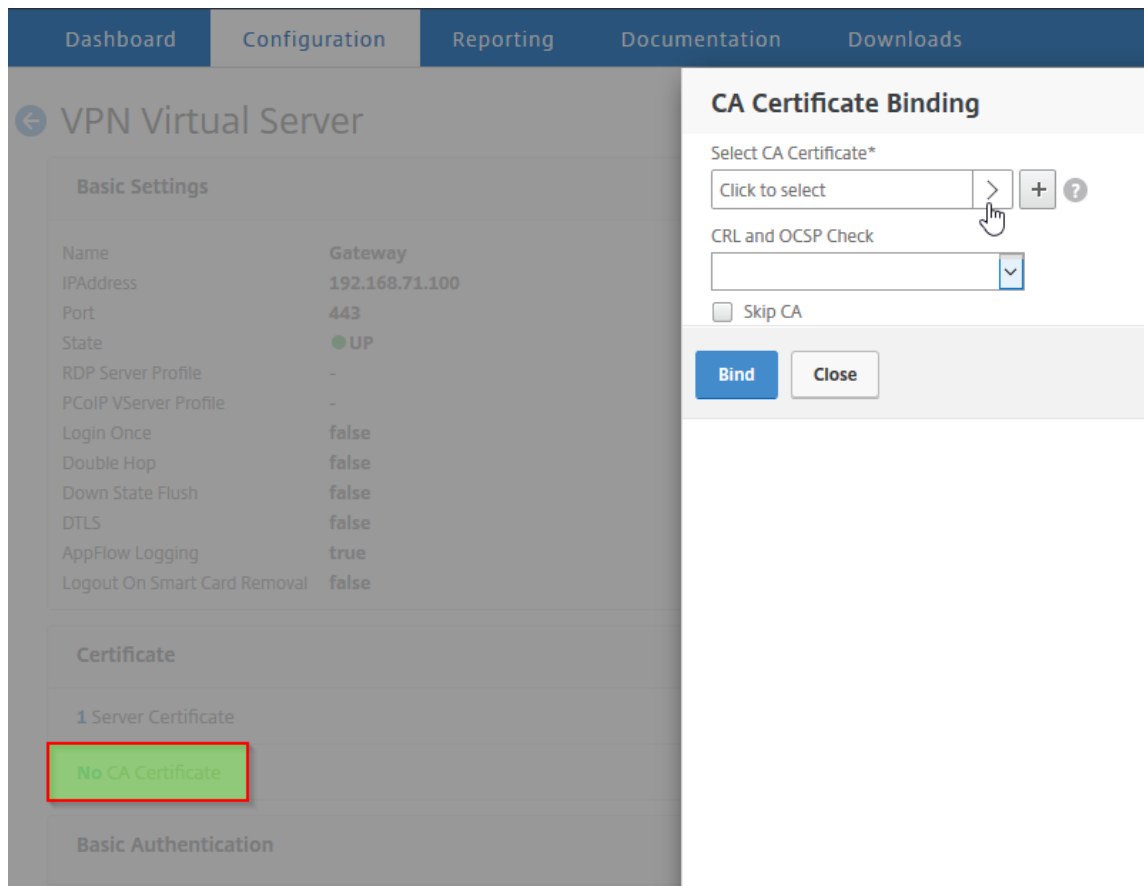 Dashboard Configuration Reporting Documentation Downloads
VPN Virtual Server
Basic Settings
Name Gateway
IPAddress 192.168.71.100
Port 443
State UP
RDP Server Profile -
PCoIP VServer Profile -
Login Once false
Double Hop false
Down State Flush false
DTLS false
AppFlow Logging true
Logout On Smart Card Removal false
Certificate
1 Server Certificate
No CA Certificate
Basic Authentication
CA Certificate Binding
Select CA Certificate*
Click to select
+ ?
CRL and OCSP Check
Skip CA
Bind Close